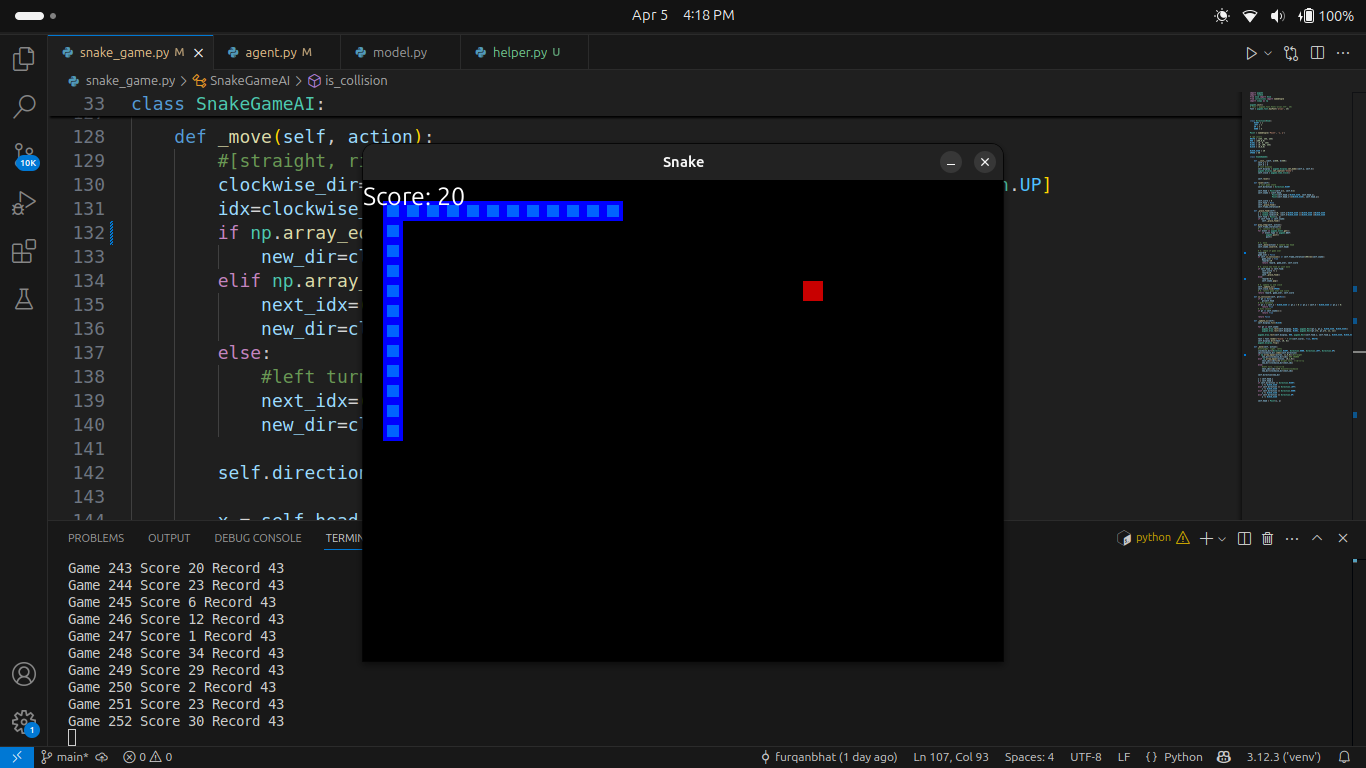 Apr 5 4:18 PM
100%
snake_game.py M
agent.py M
model.py
helper.py U
snake_game.py > SnakeGameAI > is_collision
33 class SnakeGameAI:
128 def _move(self, action):
129 #[straight, ri
130 clockwise_dir= n.UP]
131 idx=clockwise_
132 if np.array_eq
133 new_dir=cl
134 elif np.array_
135 next_idx=
136 new_dir=cl
137 else:
138 #left turn
139 next_idx=
140 new_dir=cl
141
142 self.direction
143
144 x = self.head
Snake
Score: 20
10K
1
PROBLEMS OUTPUT DEBUG CONSOLE TERMIN
python
Game 243 Score 20 Record 43
Game 244 Score 23 Record 43
Game 245 Score 6 Record 43
Game 246 Score 12 Record 43
Game 247 Score 1 Record 43
Game 248 Score 34 Record 43
Game 249 Score 29 Record 43
Game 250 Score 2 Record 43
Game 251 Score 23 Record 43
Game 252 Score 30 Record 43
main* 0 0 furqanbhat (1 day ago) Ln 107, Col 93 Spaces: 4 UTF-8 LF { } Python 3.12.3 ('venv')